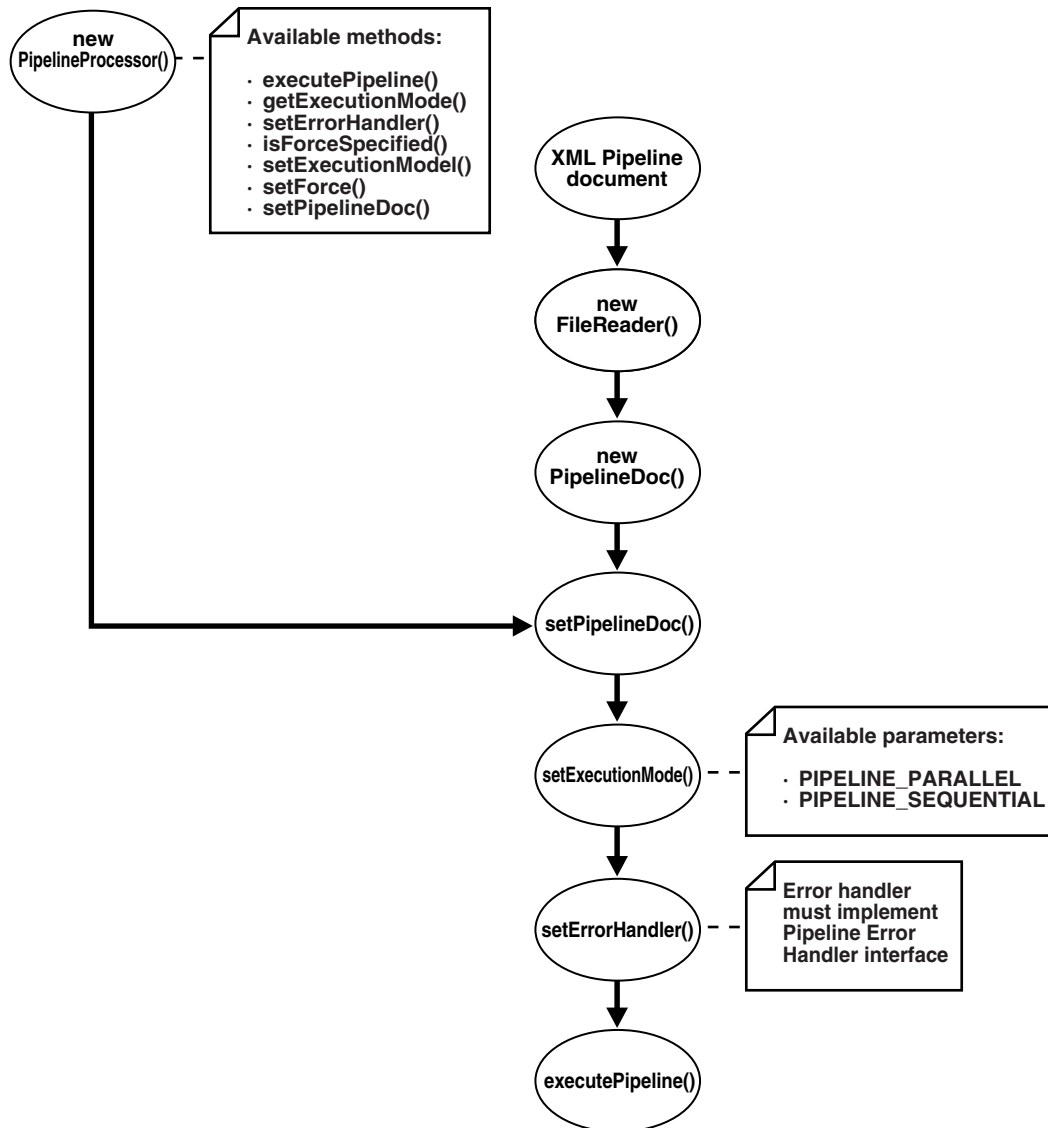 new
PipelineProcessor()
Available methods:
· executePipeline()
· getExecutionMode()
· setErrorHandler()
· isForceSpecified()
· setExecutionModel()
· setForce()
· setPipelineDoc()
XML Pipeline
document
new
FileReader()
new
PipelineDoc()
setPipelineDoc()
setExecutionMode()
Available parameters:
· PIPELINE_PARALLEL
· PIPELINE_SEQUENTIAL
setErrorHandler()
Error handler
must implement
Pipeline Error
Handler interface
executePipeline()